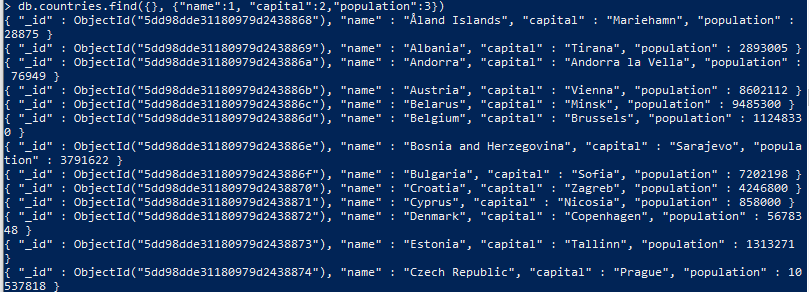 > db.countries.find({}, {"name":1, "capital":2,"population":3})
{ "_id" : ObjectId("5dd98dde31180979d2438868"), "name" : "Åland Islands", "capital" : "Mariehamn", "population" :
28875 }
{ "_id" : ObjectId("5dd98dde31180979d2438869"), "name" : "Albania", "capital" : "Tirana", "population" : 2893005 }
{ "_id" : ObjectId("5dd98dde31180979d243886a"), "name" : "Andorra", "capital" : "Andorra la Vella", "population" :
76949 }
{ "_id" : ObjectId("5dd98dde31180979d243886b"), "name" : "Austria", "capital" : "Vienna", "population" : 8602112 }
{ "_id" : ObjectId("5dd98dde31180979d243886c"), "name" : "Belarus", "capital" : "Minsk", "population" : 9485300 }
{ "_id" : ObjectId("5dd98dde31180979d243886d"), "name" : "Belgium", "capital" : "Brussels", "population" : 1124833
0 }
{ "_id" : ObjectId("5dd98dde31180979d243886e"), "name" : "Bosnia and Herzegovina", "capital" : "Sarajevo", "popula
tion" : 3791622 }
{ "_id" : ObjectId("5dd98dde31180979d243886f"), "name" : "Bulgaria", "capital" : "Sofia", "population" : 7202198 }
{ "_id" : ObjectId("5dd98dde31180979d2438870"), "name" : "Croatia", "capital" : "Zagreb", "population" : 4246800 }
{ "_id" : ObjectId("5dd98dde31180979d2438871"), "name" : "Cyprus", "capital" : "Nicosia", "population" : 858000 }
{ "_id" : ObjectId("5dd98dde31180979d2438872"), "name" : "Denmark", "capital" : "Copenhagen", "population" : 56783
48 }
{ "_id" : ObjectId("5dd98dde31180979d2438873"), "name" : "Estonia", "capital" : "Tallinn", "population" : 1313271
}
{ "_id" : ObjectId("5dd98dde31180979d2438874"), "name" : "Czech Republic", "capital" : "Prague", "population" : 10
537818 }